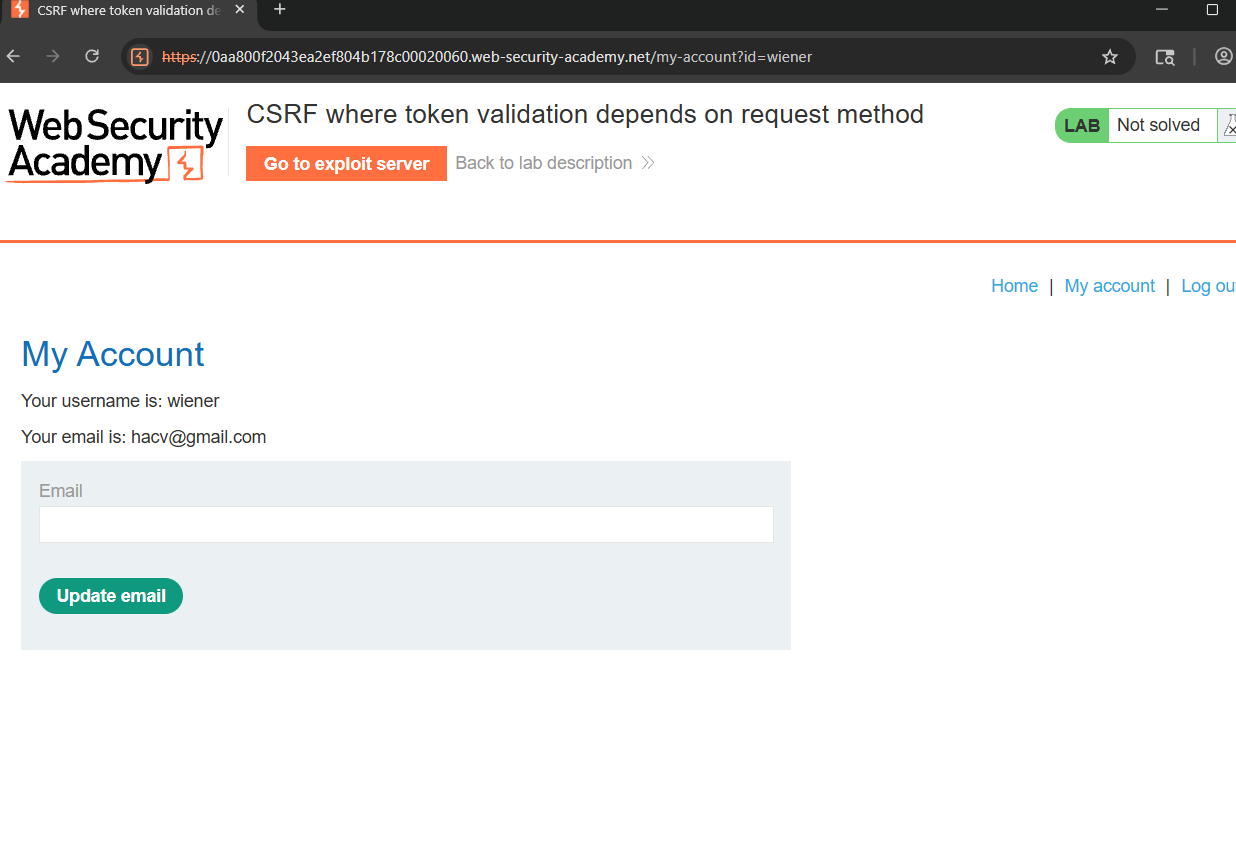 CSRF where token validation de
https://0aa800f2043ea2ef804b178c00020060.web-security-academy.net/my-account?id=wiener
WebSecurity
Academy
CSRF where token validation depends on request method
Go to exploit server
Back to lab description
LAB
Not solved
Home | My account | Log ou
My Account
Your username is: wiener
Your email is: hacv@gmail.com
Email
Update email